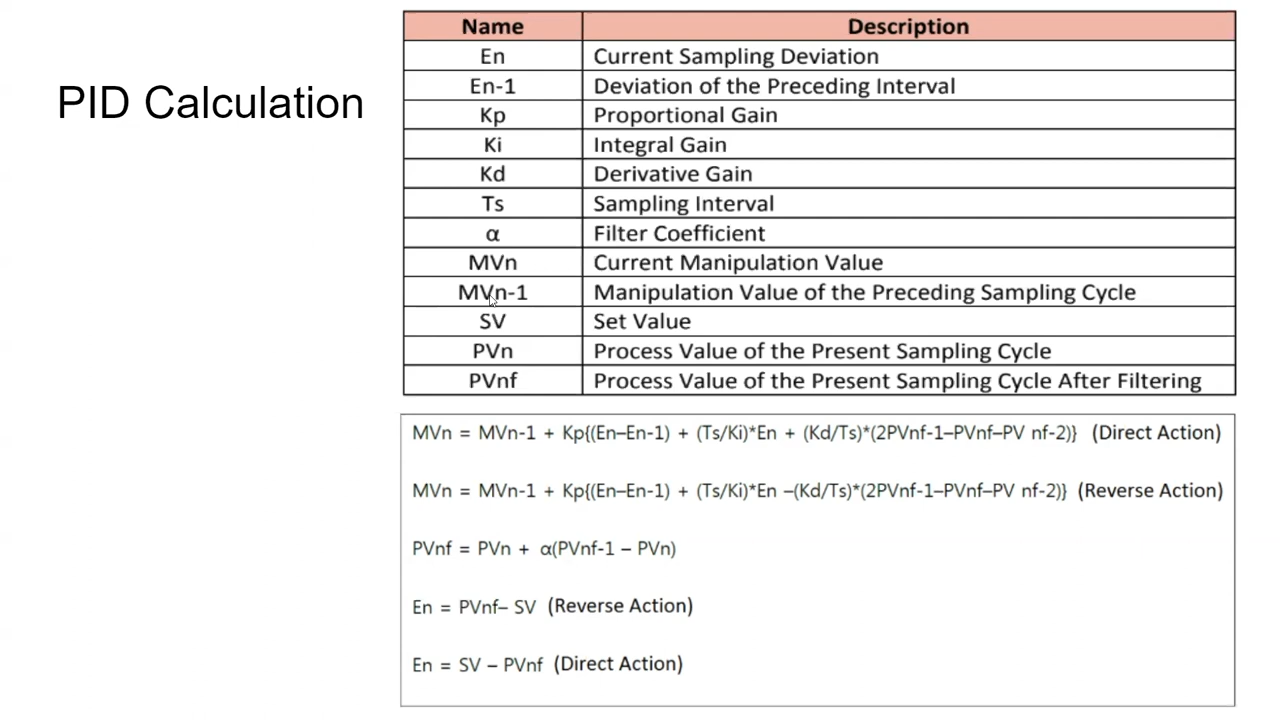 PID Calculation
Name Description
En Current Sampling Deviation
En-1 Deviation of the Preceding Interval
Kp Proportional Gain
Ki Integral Gain
Kd Derivative Gain
Ts Sampling Interval
α Filter Coefficient
MVn Current Manipulation Value
MVn-1 Manipulation Value of the Preceding Sampling Cycle
SV Set Value
PVn Process Value of the Present Sampling Cycle
PVnf Process Value of the Present Sampling Cycle After Filtering
MVn = MVn-1 + Kp{(En–En-1) + (Ts/Ki)*En + (Kd/Ts)*(2PVnf-1–PVnf–PV nf-2)} (Direct Action)
MVn = MVn-1 + Kp{(En–En-1) + (Ts/Ki)*En –(Kd/Ts)*(2PVnf-1–PVnf–PV nf-2)} (Reverse Action)
PVnf = PVn + α(PVnf-1 – PVn)
En = PVnf– SV (Reverse Action)
En = SV – PVnf (Direct Action)